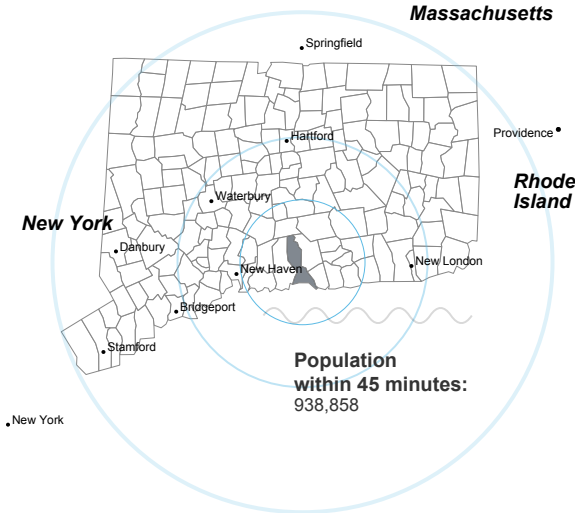 Massachusetts
Springfield
Hartford
Providence
Rhode
Island
Waterbury
New York
Danbury
New Haven
New London
Bridgeport
Stamford
Population
within 45 minutes:
938,858
New York